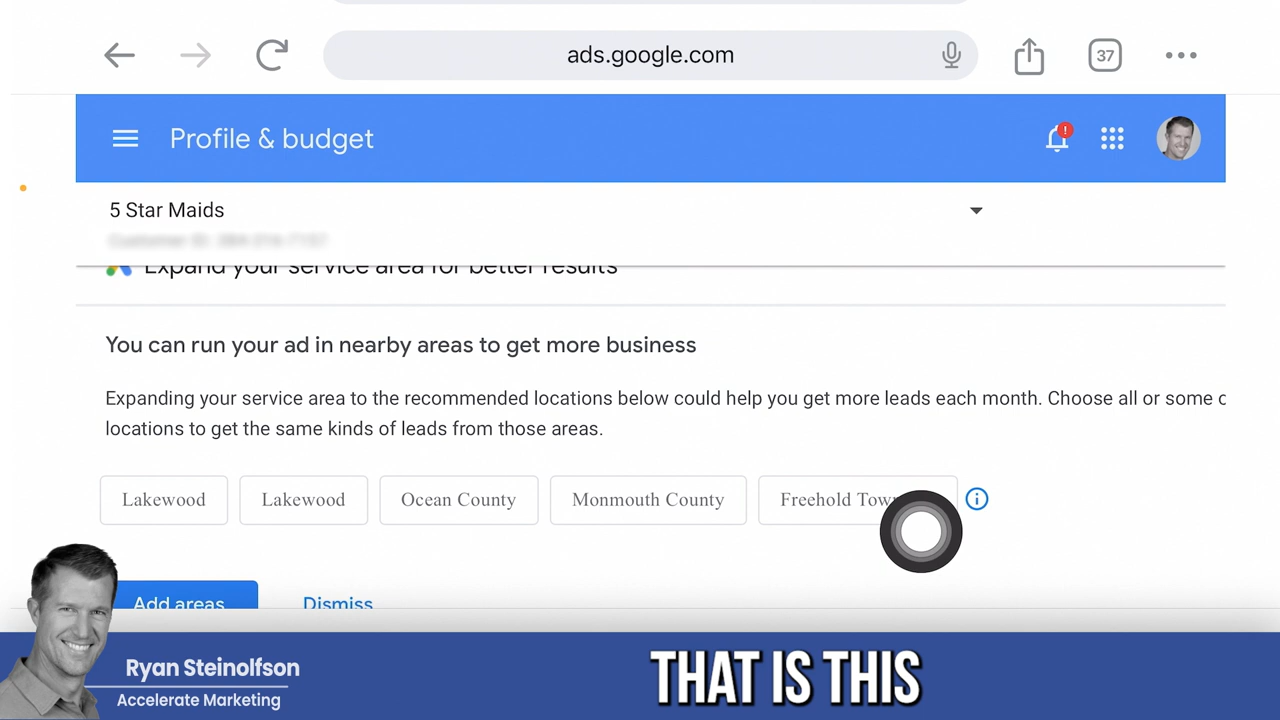 ads.google.com
37
Profile & budget
!
5 Star Maids
Expand your service area for better results
You can run your ad in nearby areas to get more business
Expanding your service area to the recommended locations below could help you get more leads each month. Choose all or some
locations to get the same kinds of leads from those areas.
Lakewood Lakewood Ocean County Monmouth County Freehold
Add areas Dismiss
Ryan Steinolfson
Accelerate Marketing
THAT IS THIS